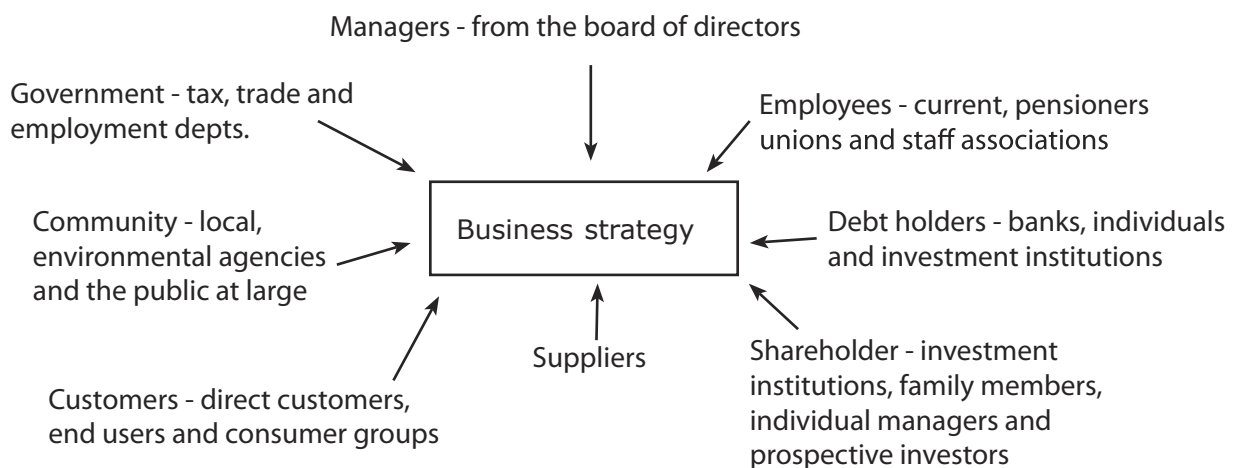 Managers - from the board of directors
Government - tax, trade and
employment depts.
Employees - current, pensioners
unions and staff associations
Community - local,
environmental agencies
and the public at large
Business strategy
Debt holders - banks, individuals
and investment institutions
Customers - direct customers,
end users and consumer groups
Suppliers
Shareholder - investment
institutions, family members,
individual managers and
prospective investors